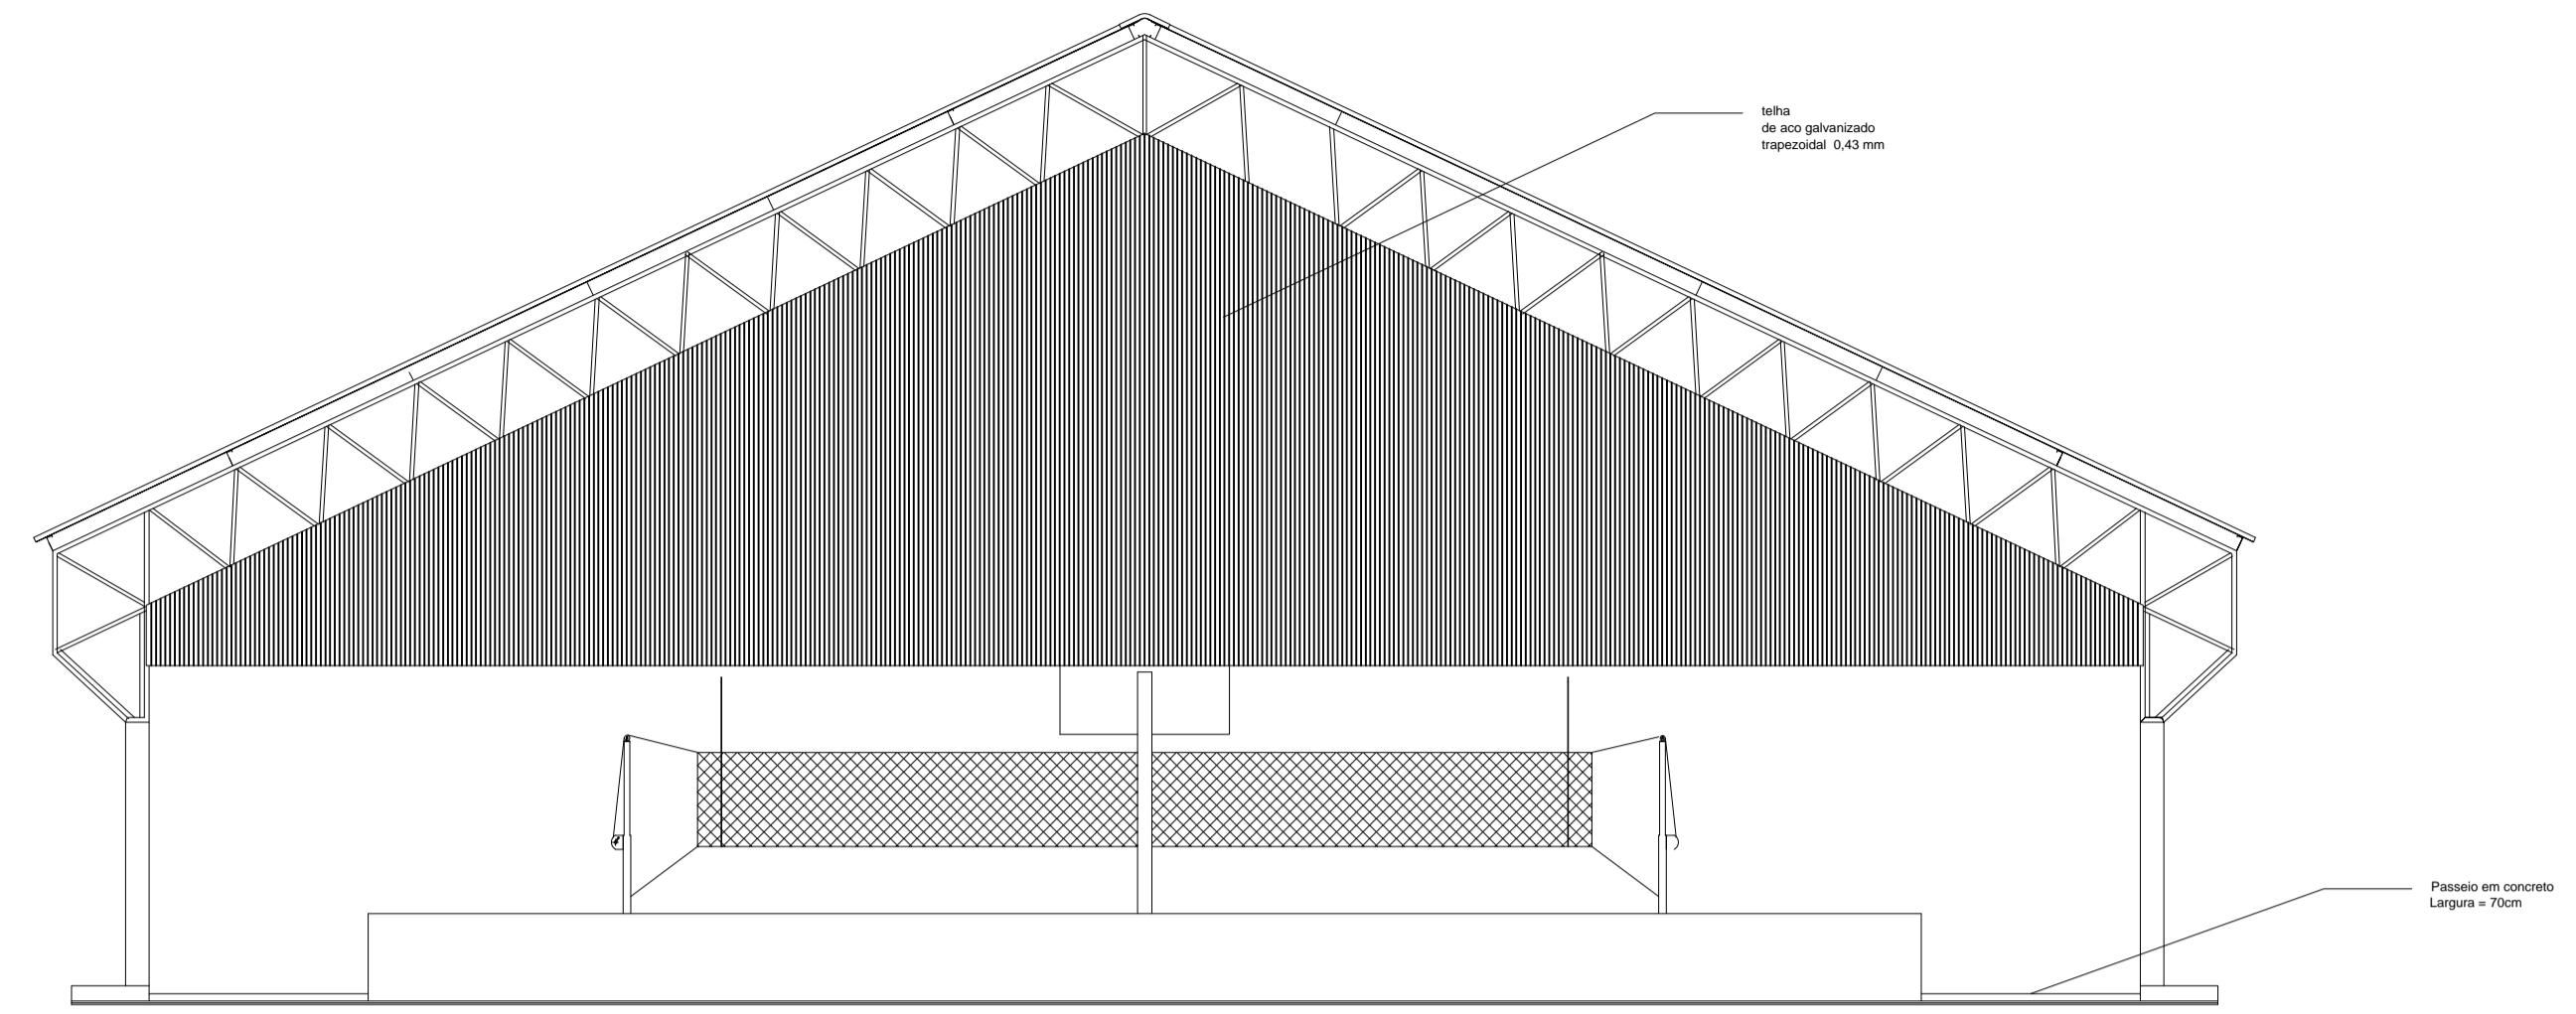 telha
de aco galvanizado
trapezoidal  0,43 mm
Passeio em concreto
Largura = 70cm